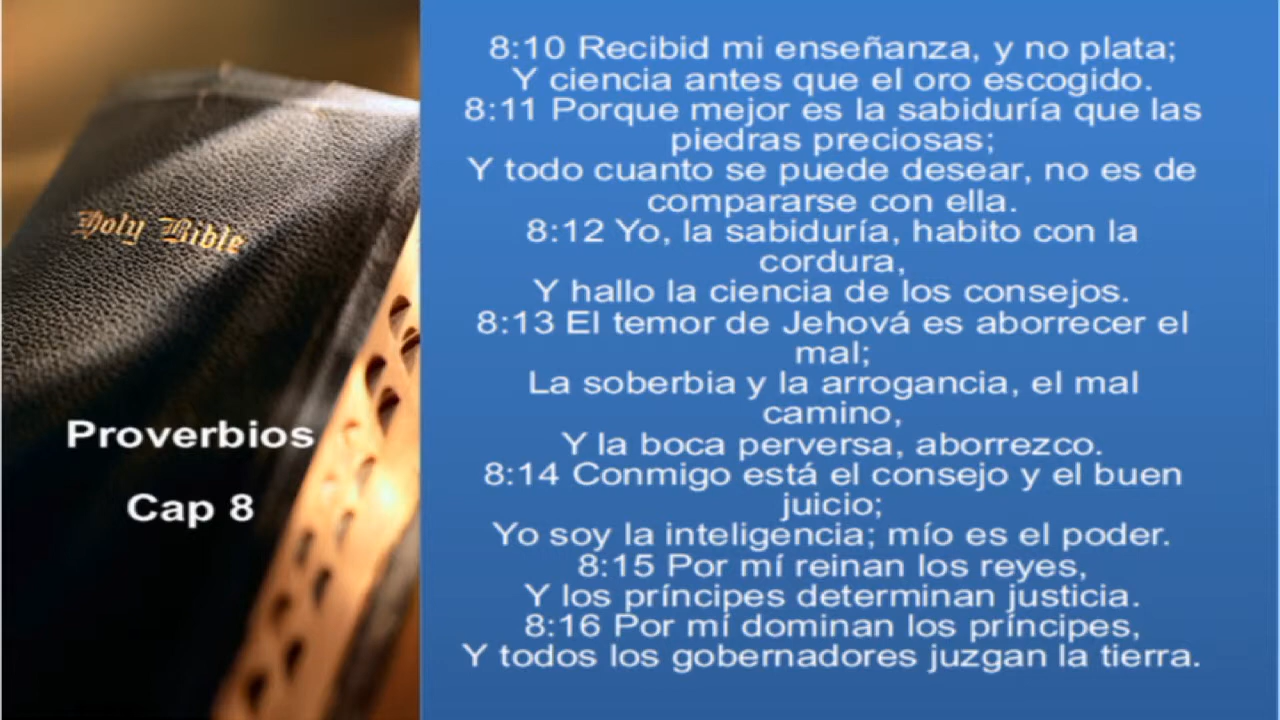 Holy Bible
Proverbios
Cap 8
8:10 Recibid mi enseñanza, y no plata;
Y ciencia antes que el oro escogido.
8:11 Porque mejor es la sabiduría que las
piedras preciosas;
Y todo cuanto se puede desear, no es de
compararse con ella.
8:12 Yo, la sabiduría, habito con la
cordura,
Y hallo la ciencia de los consejos.
8:13 El temor de Jehová es aborrecer el
mal;
La soberbia y la arrogancia, el mal
camino,
Y la boca perversa, aborrezco.
8:14 Conmigo está el consejo y el buen
juicio;
Yo soy la inteligencia; mío es el poder.
8:15 Por mí reinan los reyes,
Y los príncipes determinan justicia.
8:16 Por mí dominan los príncipes,
Y todos los gobernadores juzgan la tierra.